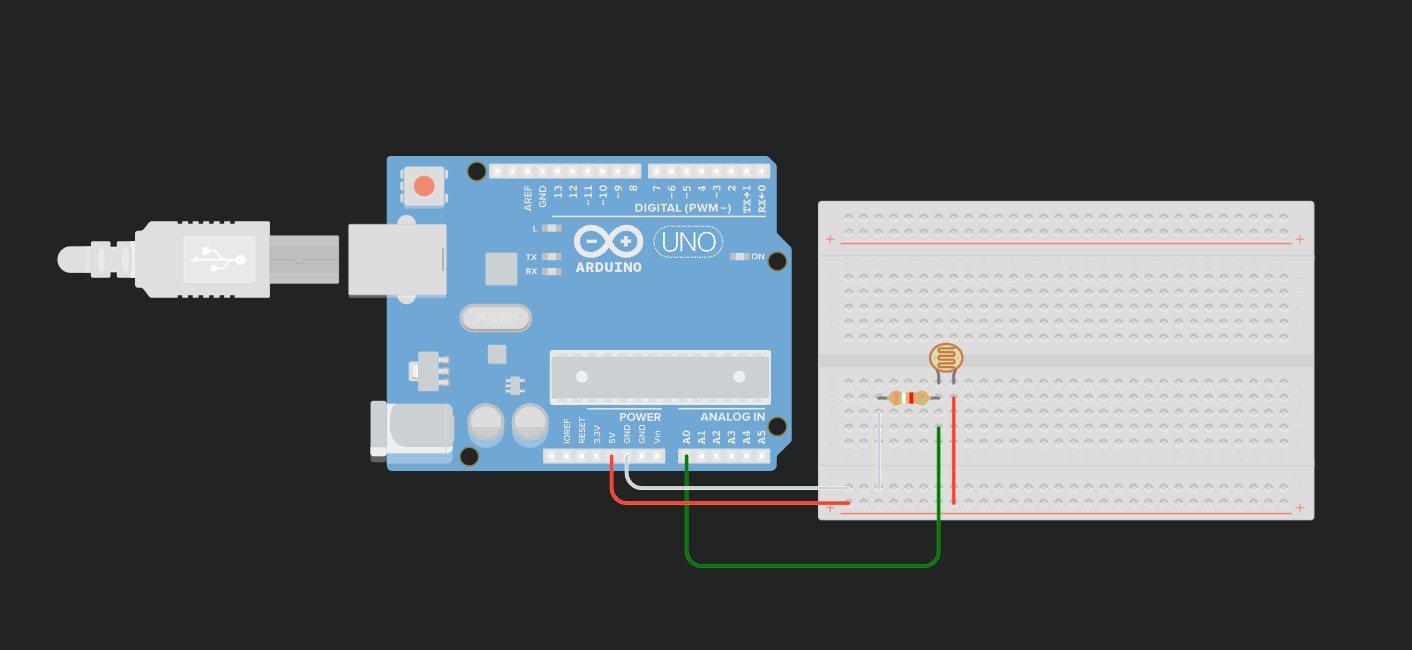 AREF
GND
13
12
~11
~10
~9
8
7
~6
~5
4
~3
2
TX→1
RX←0
DIGITAL (PWM~)
L
TX
RX
UNO
ON
ARDUINO
POWER
ANALOG IN
IOREF
RESET
3.3V
5V
GND
GND
Vin
A0
A1
A2
A3
A4
A5
+ +
+ +